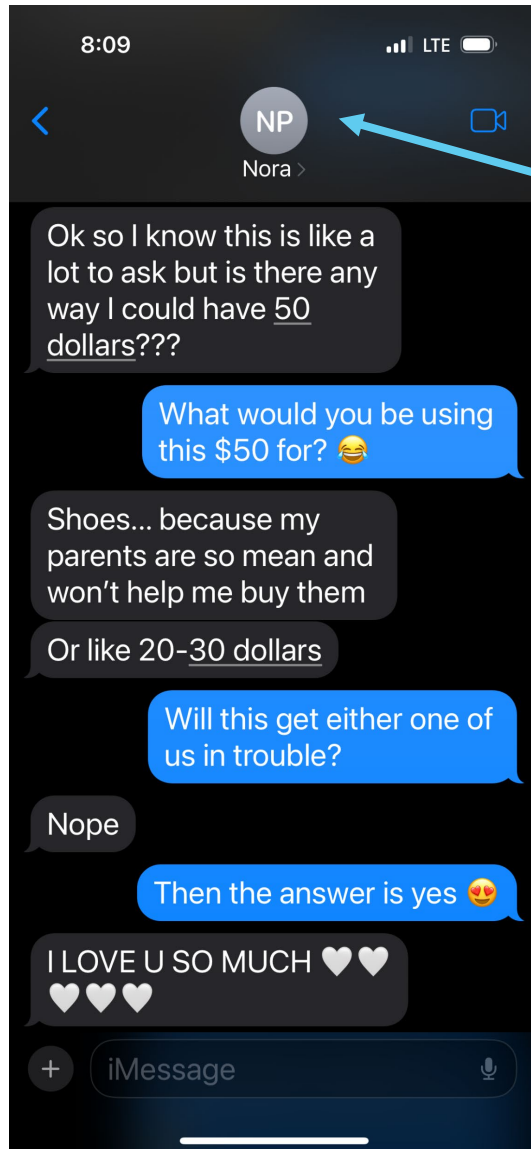 8:09
LTE
NP
Nora
Ok so I know this is like a
lot to ask but is there any
way I could have 50
dollars???
What would you be using
this $50 for? 😂
Shoes... because my
parents are so mean and
won't help me buy them
Or like 20-30 dollars
Will this get either one of
us in trouble?
Nope
Then the answer is yes 😍
I LOVE U SO MUCH 🤍🤍
🤍🤍🤍
iMessage